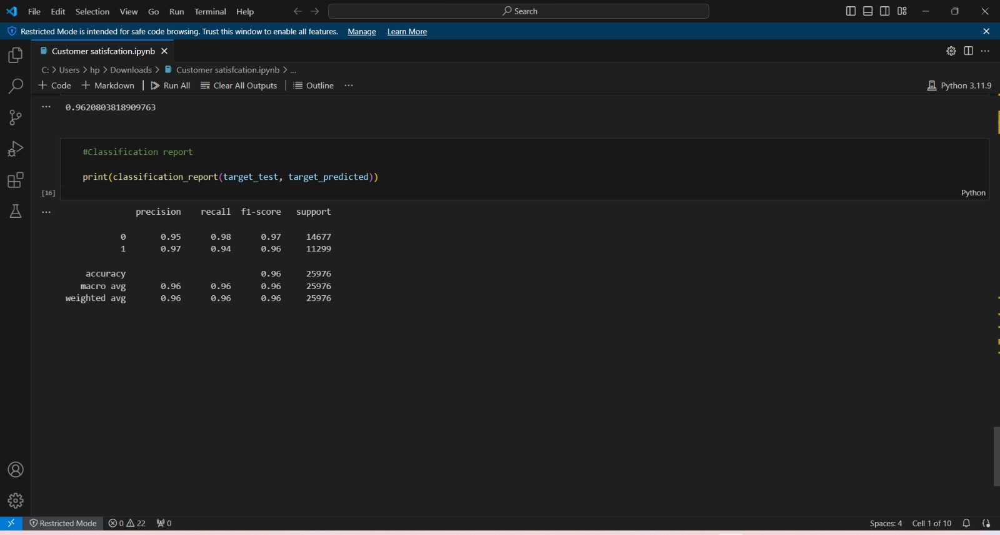 File Edit Selection View Go Run Terminal Help Search
Restricted Mode is intended for safe code browsing. Trust this window to enable all features. Manage Learn More
Customer satisfcation.ipynb
C: > Users > hp > Downloads > Customer satisfcation.ipynb > ...
+ Code + Markdown Run All Clear All Outputs Outline ... Python 3.11.9
... 0.9620803818909763
#Classification report
print(classification_report(target_test, target_predicted))
[16] Python
... precision recall f1-score support
0 0.95 0.98 0.97 14677
1 0.97 0.94 0.96 11299
accuracy 0.96 25976
macro avg 0.96 0.96 0.96 25976
weighted avg 0.96 0.96 0.96 25976
Restricted Mode 0 22 0 Spaces: 4 Cell 1 of 10